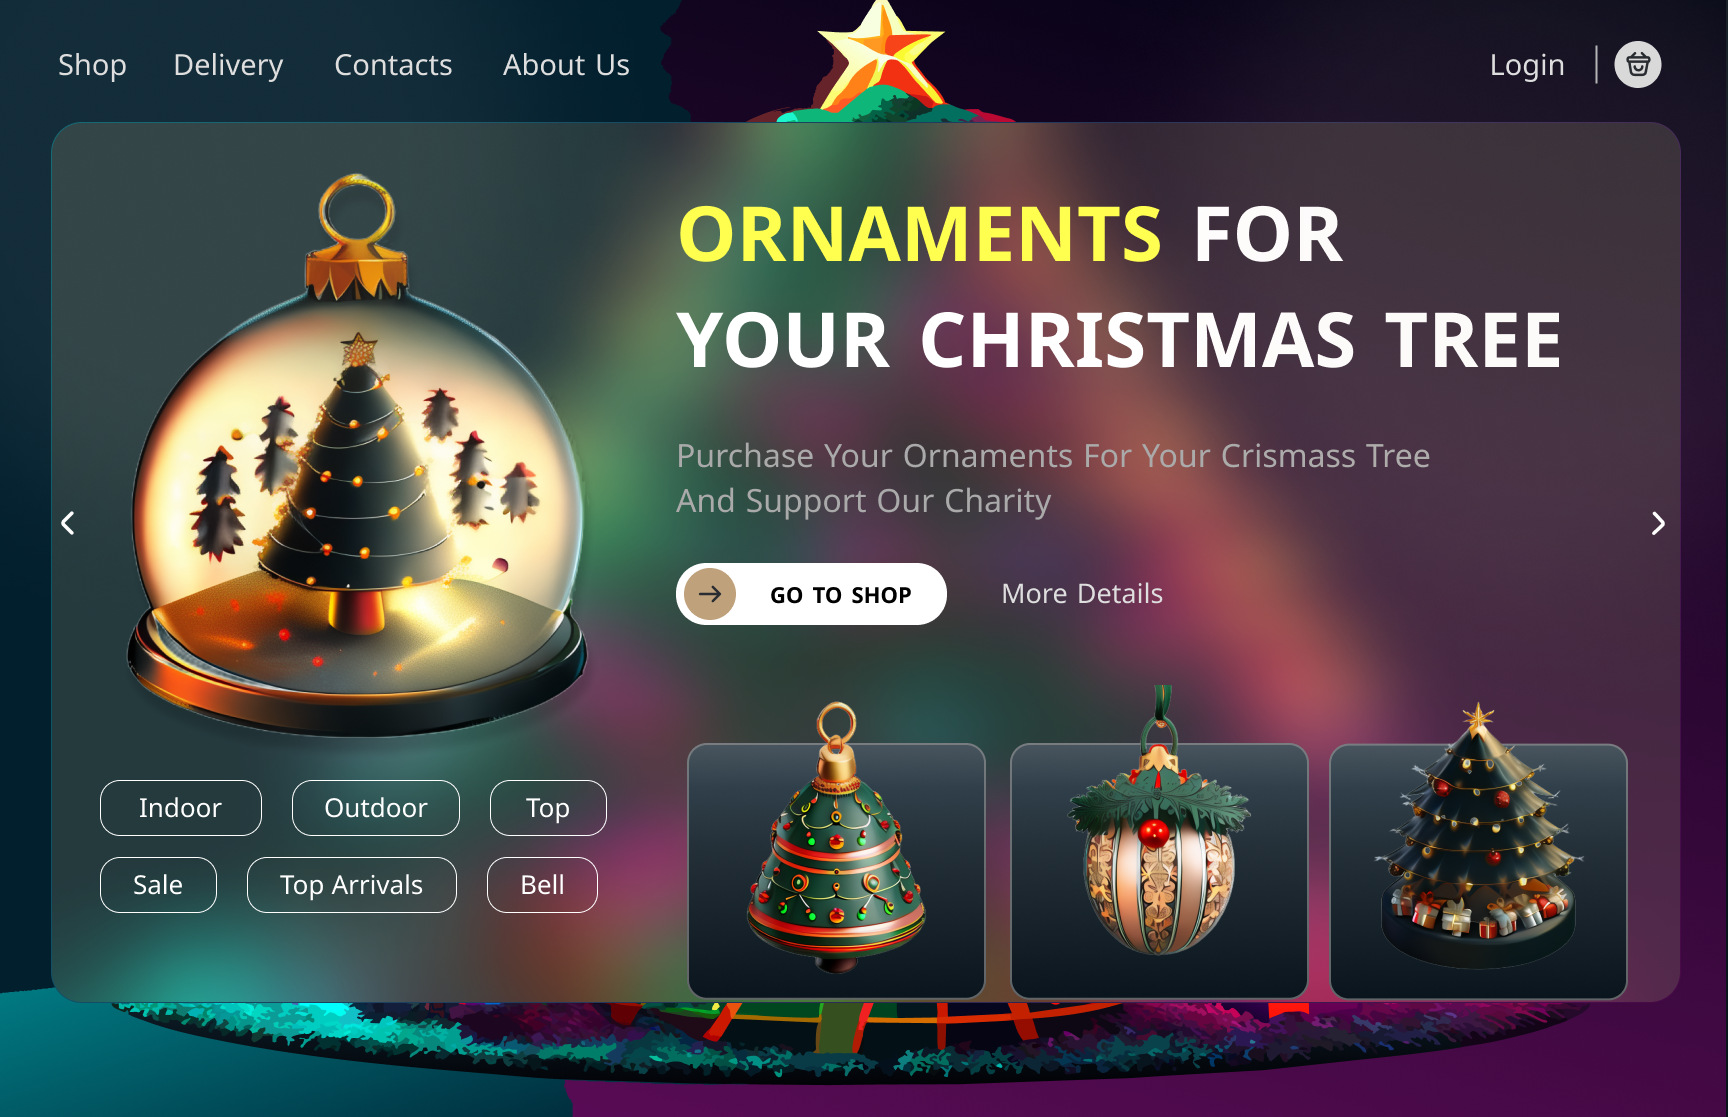 Shop Delivery Contacts About Us Login
ORNAMENTS FOR
YOUR CHRISTMAS TREE
Purchase Your Ornaments For Your Crismass Tree
And Support Our Charity
GO TO SHOP More Details
Indoor Outdoor Top
Sale Top Arrivals Bell